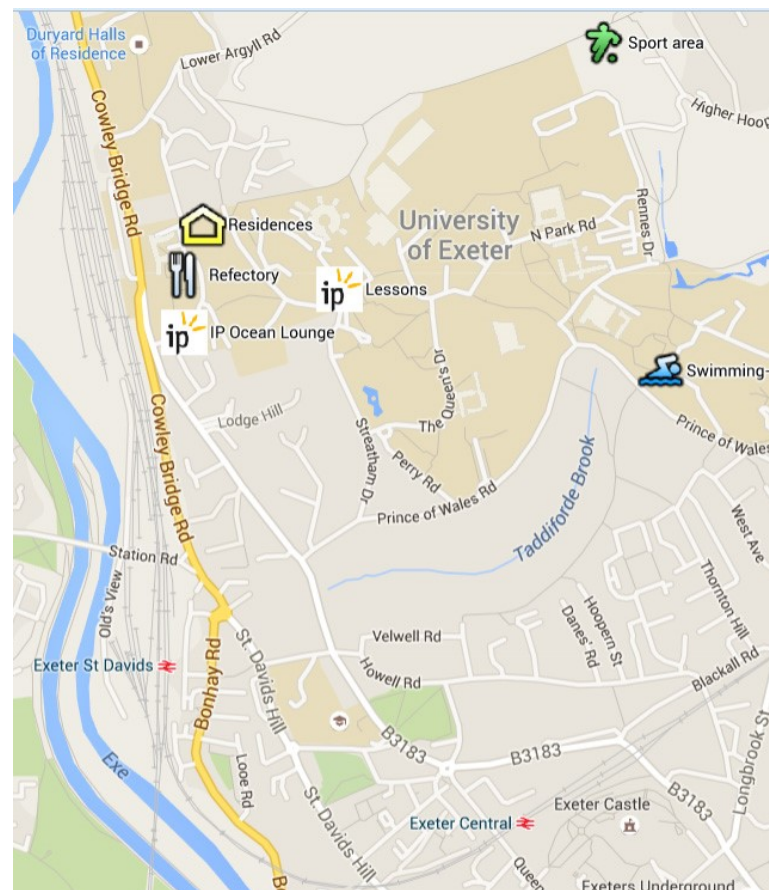 Duryard Halls
of Residence
Lower Argyll Rd
Sport area
Higher Hoop
Cowley Bridge Rd
Rennes Dr
University
of Exeter
N Park Rd
Residences
Refectory
ip
Lessons
ip
IP Ocean Lounge
The Queen's Dr
Swimming-
Prince of Wales
Lodge Hill
Streatham Dr
Perry Rd
Cowley Bridge Rd
Prince of Wales Rd
Taddiforde Brook
West Ave
Station Rd
Old's View
Thornton Hill
Hoopern St
Danes' Rd
Velwell Rd
St. Davids Hill
Exeter St Davids
Bonhay Rd
Howell Rd
Blackall Rd
B3183
B3183
Longbrook St
Exe
Looe Rd
B3183
Exeter Castle
St. Davids Hill
Exeter Central
Queen
Bo
Exeters Underground